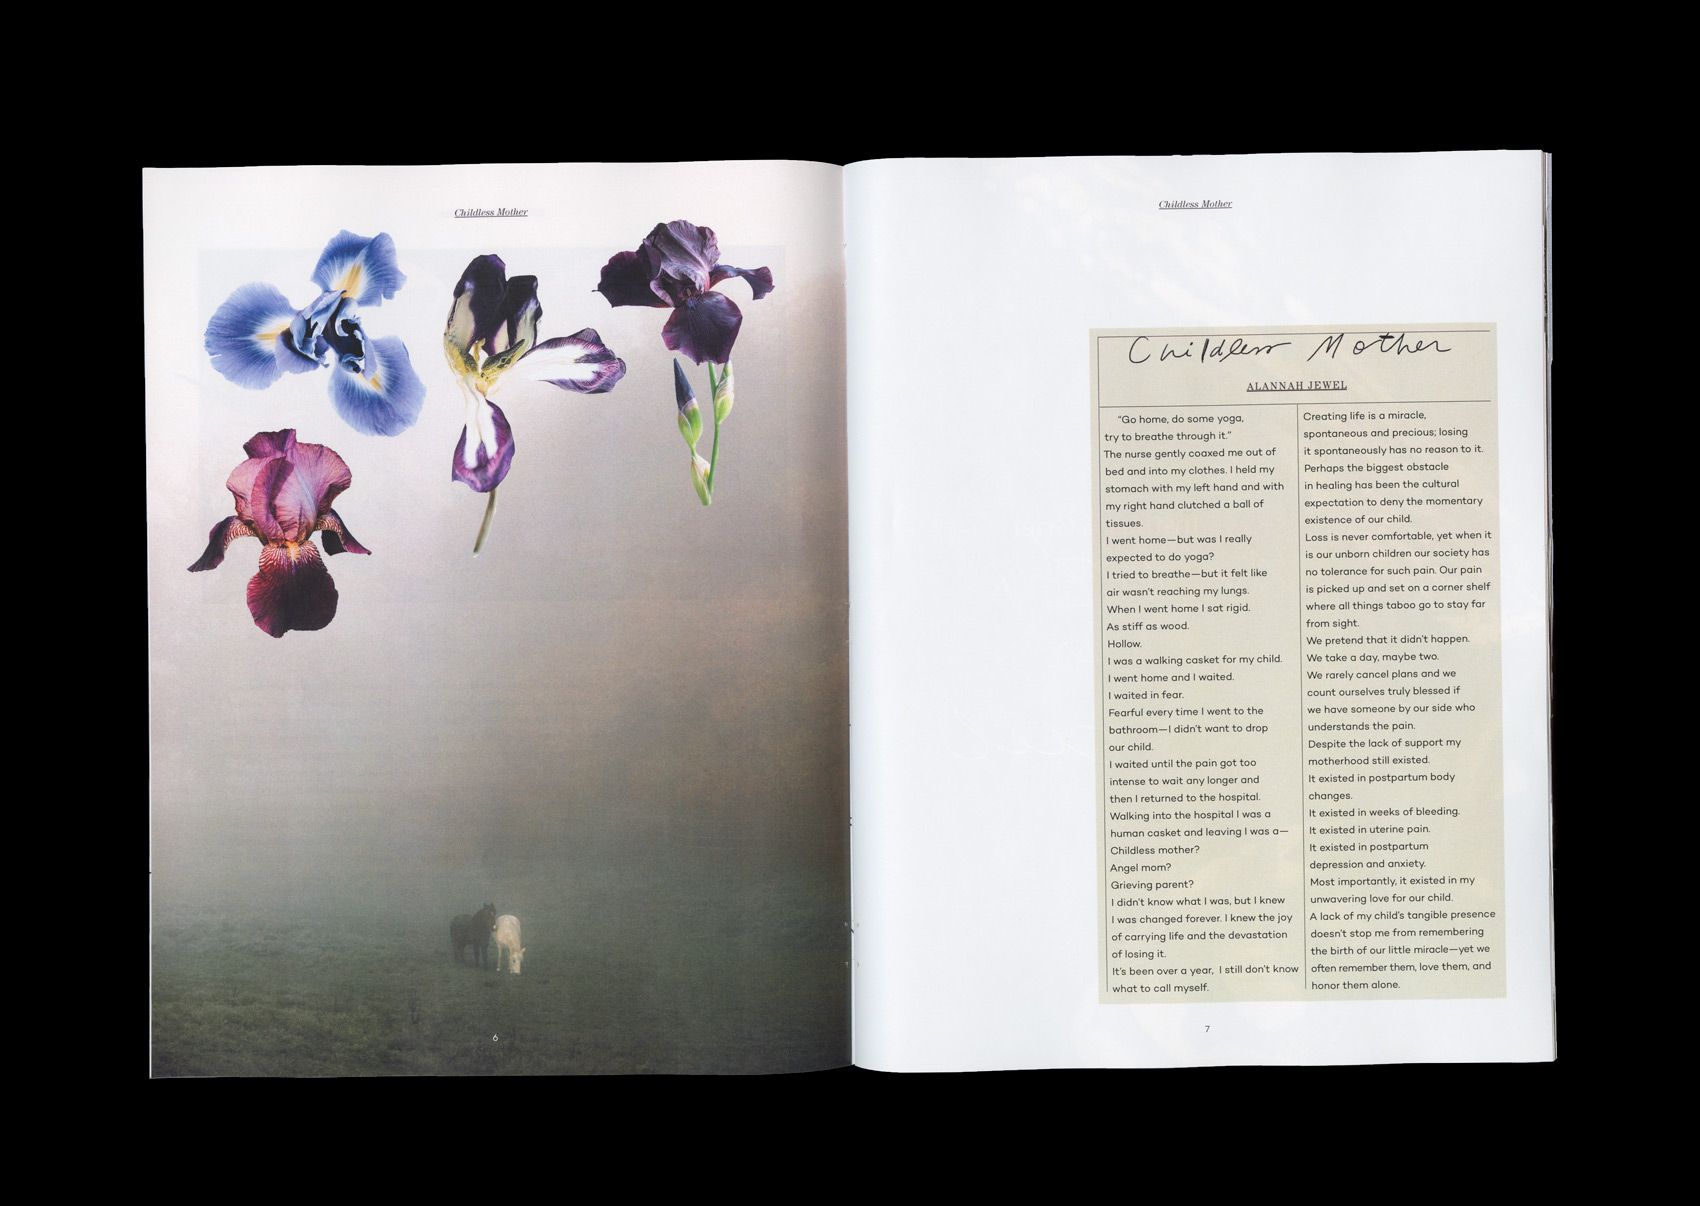 Childless Mother
6
Childless Mother
Childless Mother
ALANNAH JEWEL
“Go home, do some yoga,
try to breathe through it.”
The nurse gently coaxed me out of
bed and into my clothes. I held my
stomach with my left hand and with
my right hand clutched a ball of
tissues.
I went home—but was I really
expected to do yoga?
I tried to breathe—but it felt like
air wasn’t reaching my lungs.
When I went home I sat rigid.
As stiff as wood.
Hollow.
I was a walking casket for my child.
I went home and I waited.
I waited in fear.
Fearful every time I went to the
bathroom—I didn’t want to drop
our child.
I waited until the pain got too
intense to wait any longer and
then I returned to the hospital.
Walking into the hospital I was a
human casket and leaving I was a—
Childless mother?
Angel mom?
Grieving parent?
I didn’t know what I was, but I knew
I was changed forever. I knew the joy
of carrying life and the devastation
of losing it.
It’s been over a year, I still don’t know
what to call myself.
Creating life is a miracle,
spontaneous and precious; losing
it spontaneously has no reason to it.
Perhaps the biggest obstacle
in healing has been the cultural
expectation to deny the momentary
existence of our child.
Loss is never comfortable, yet when it
is our unborn children our society has
no tolerance for such pain. Our pain
is picked up and set on a corner shelf
where all things taboo go to stay far
from sight.
We pretend that it didn’t happen.
We take a day, maybe two.
We rarely cancel plans and we
count ourselves truly blessed if
we have someone by our side who
understands the pain.
Despite the lack of support my
motherhood still existed.
It existed in postpartum body
changes.
It existed in weeks of bleeding.
It existed in uterine pain.
It existed in postpartum
depression and anxiety.
Most importantly, it existed in my
unwavering love for our child.
A lack of my child’s tangible presence
doesn’t stop me from remembering
the birth of our little miracle—yet we
often remember them, love them, and
honor them alone.
7